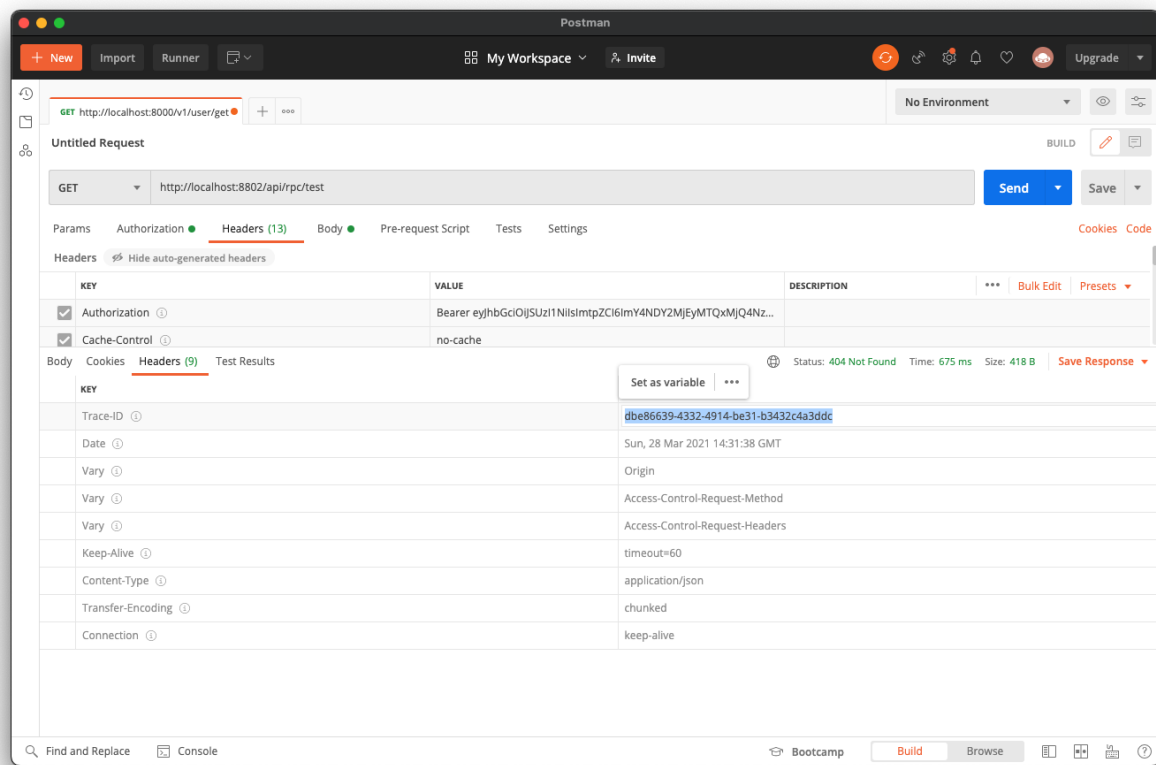 Postman
+ New Import Runner My Workspace Invite Upgrade
GET http://localhost:8000/v1/user/get + ••• No Environment
Untitled Request BUILD
GET http://localhost:8802/api/rpc/test Send Save
Params Authorization Headers (13) Body Pre-request Script Tests Settings Cookies Code
Headers Hide auto-generated headers
KEY VALUE DESCRIPTION ••• Bulk Edit Presets
Authorization Bearer eyJhbGciOiJSUzI1NiIsImtpZCI6ImY4NDY2MjEyMTQxMjQ4Nz...
Cache-Control no-cache
Body Cookies Headers (9) Test Results Status: 404 Not Found Time: 675 ms Size: 418 B Save Response
KEY Set as variable •••
Trace-ID dbe86639-4332-4914-be31-b3432c4a3ddc
Date Sun, 28 Mar 2021 14:31:38 GMT
Vary Origin
Vary Access-Control-Request-Method
Vary Access-Control-Request-Headers
Keep-Alive timeout=60
Content-Type application/json
Transfer-Encoding chunked
Connection keep-alive
Find and Replace Console Bootcamp Build Browse